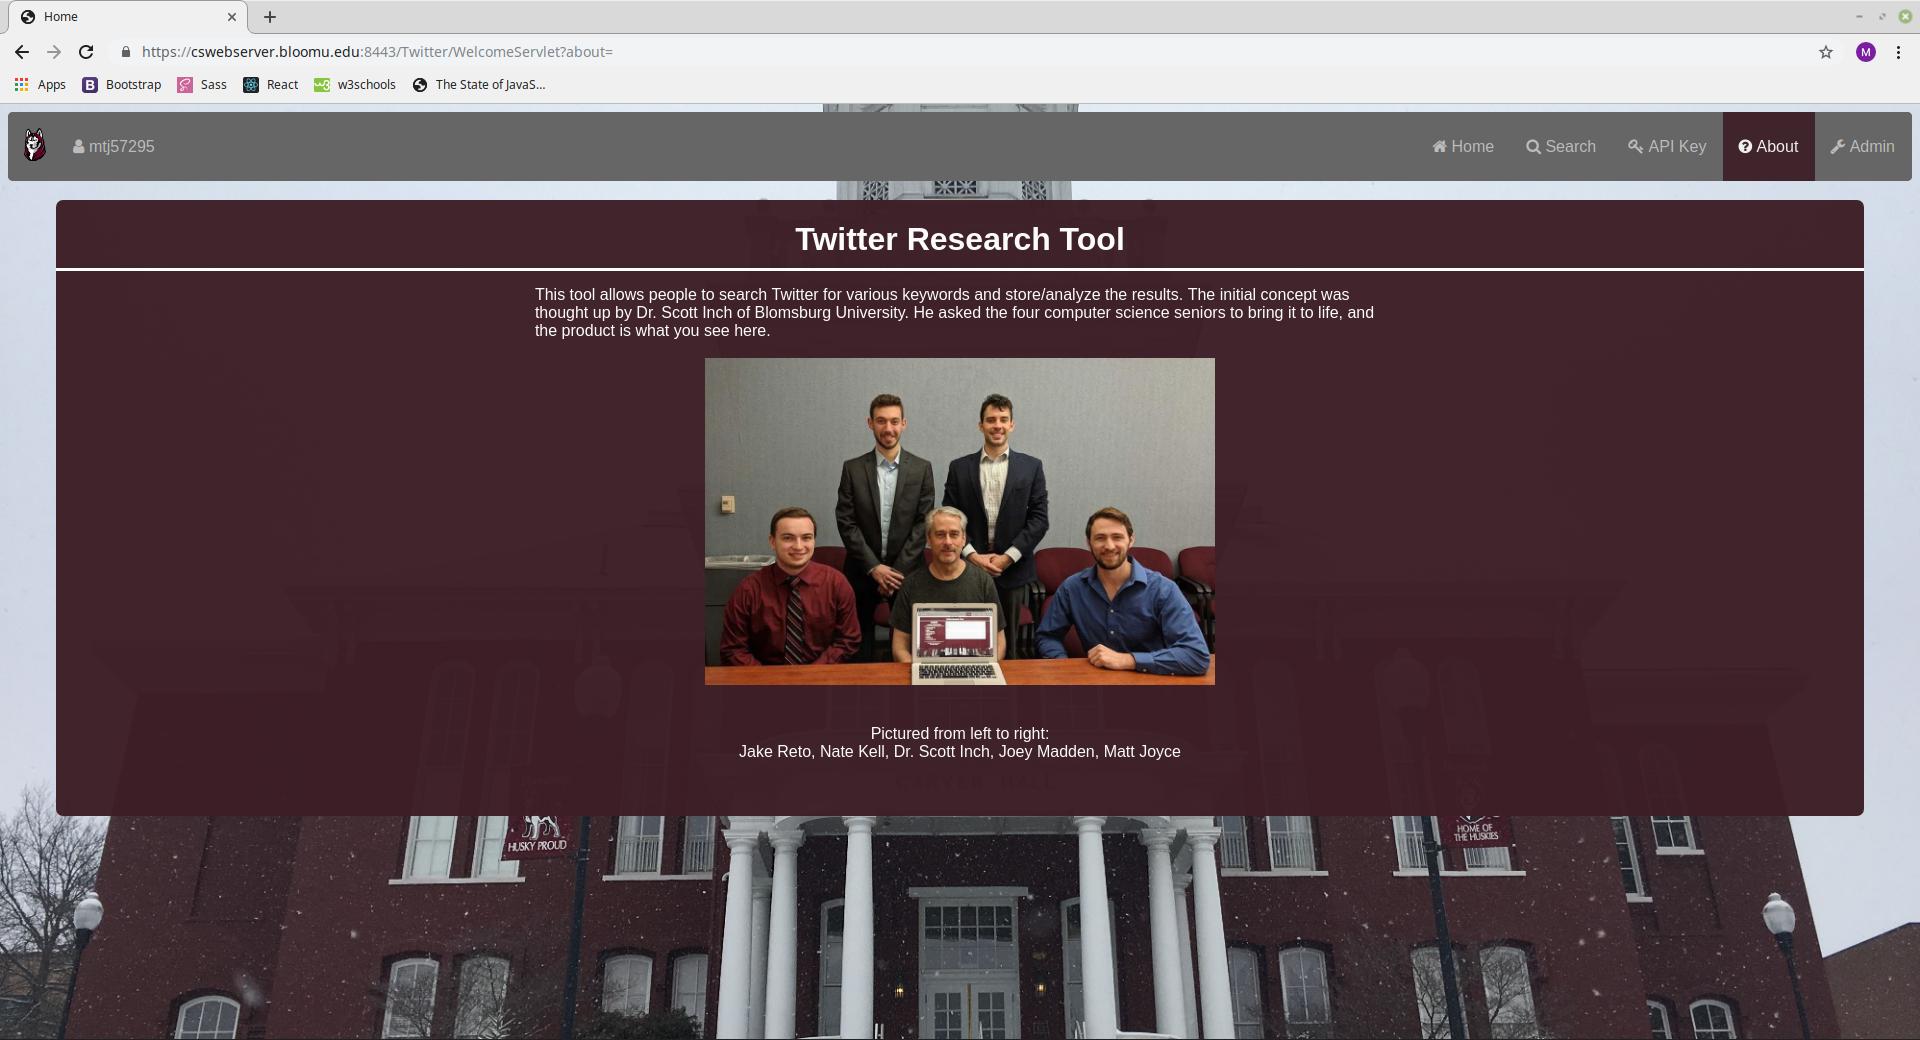 Home
https://cswebserver.bloomu.edu:8443/Twitter/WelcomeServlet?about=
M
Apps Bootstrap Sass React w3schools The State of JavaS...
mtj57295 Home Search API Key About Admin
Twitter Research Tool
This tool allows people to search Twitter for various keywords and store/analyze the results. The initial concept was
thought up by Dr. Scott Inch of Blomsburg University. He asked the four computer science seniors to bring it to life, and
the product is what you see here.
Pictured from left to right:
Jake Reto, Nate Kell, Dr. Scott Inch, Joey Madden, Matt Joyce
CARVER HALL
HUSKY PROUD
HOME OF
THE HUSKIES